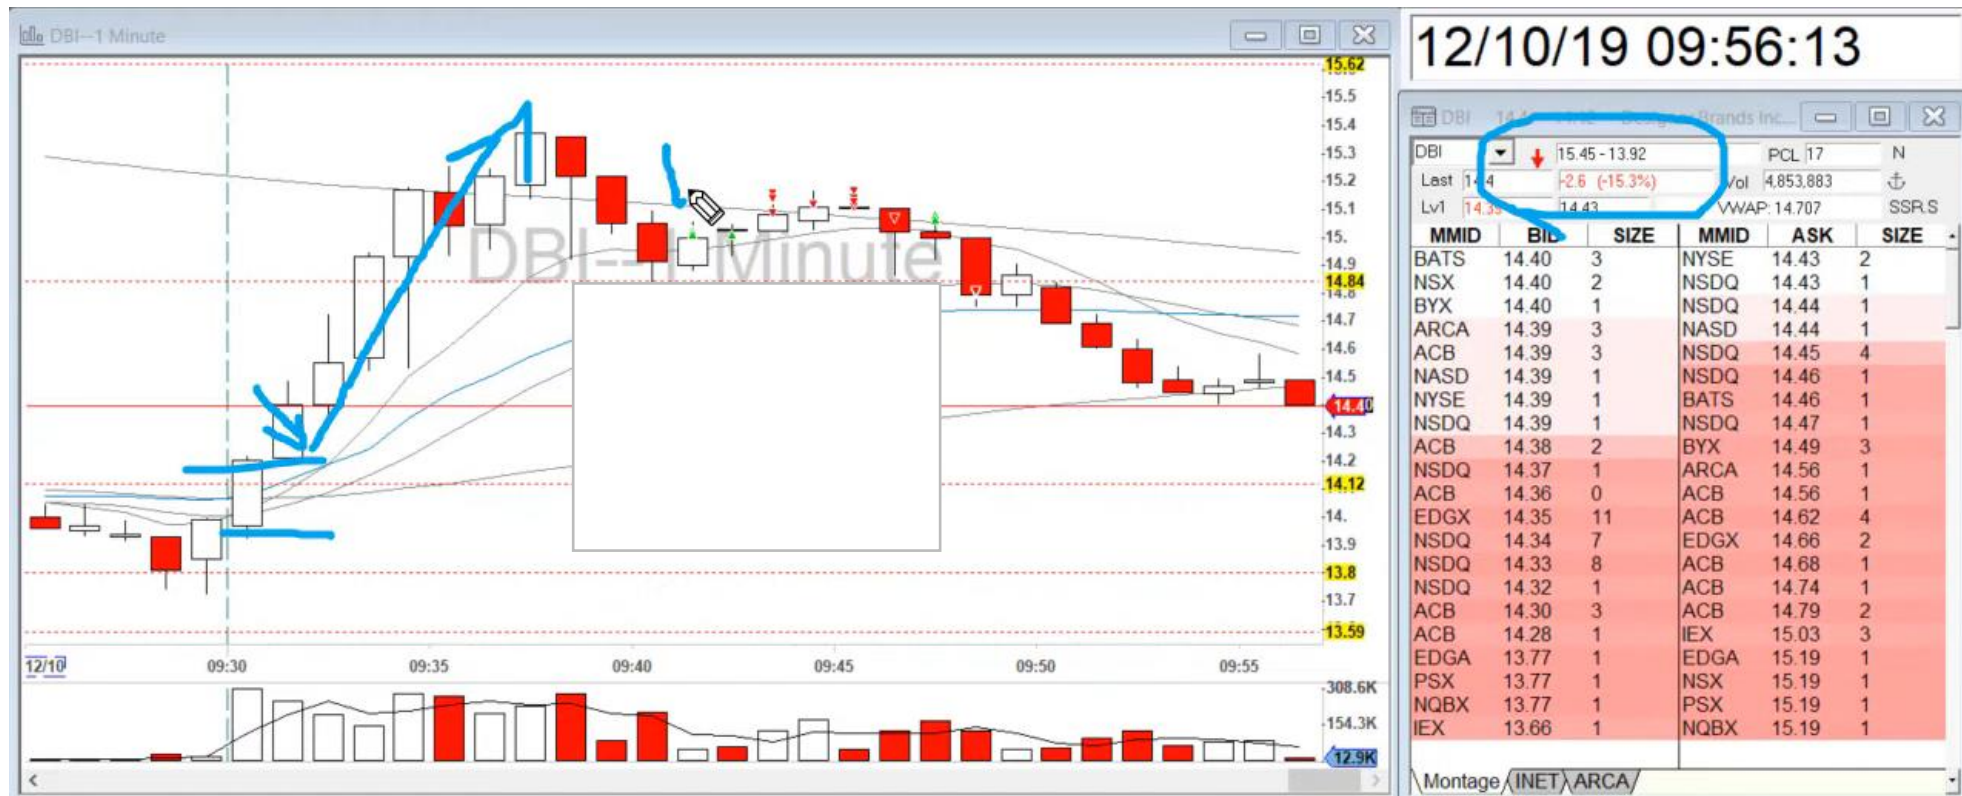 DBI--1 Minute
15.62
15.5
15.4
15.3
15.2
15.1
15.
14.9
14.84
14.8
14.7
14.6
14.5
14.40
14.3
14.2
14.12
14.
13.9
13.8
13.7
13.59
DBI--1 Minute
12/10 09:30 09:35 09:40 09:45 09:50 09:55
308.6K
154.3K
12.9K
12/10/19 09:56:13
DBI Brands Inc...
DBI 15.45 - 13.92 PCL 17 N
Last -2.6 (-15.3%) Vol 4,853,883
Lv1 14.43 VWAP: 14.707 SSR.S
MMID BID SIZE MMID ASK SIZE
BATS 14.40 3 NYSE 14.43 2
NSX 14.40 2 NSDQ 14.43 1
BYX 14.40 1 NSDQ 14.44 1
ARCA 14.39 3 NASD 14.44 1
ACB 14.39 3 NSDQ 14.45 4
NASD 14.39 1 NSDQ 14.46 1
NYSE 14.39 1 BATS 14.46 1
NSDQ 14.39 1 NSDQ 14.47 1
ACB 14.38 2 BYX 14.49 3
NSDQ 14.37 1 ARCA 14.56 1
ACB 14.36 0 ACB 14.56 1
EDGX 14.35 11 ACB 14.62 4
NSDQ 14.34 7 EDGX 14.66 2
NSDQ 14.33 8 ACB 14.68 1
NSDQ 14.32 1 ACB 14.74 1
ACB 14.30 3 ACB 14.79 2
ACB 14.28 1 IEX 15.03 3
EDGA 13.77 1 EDGA 15.19 1
PSX 13.77 1 NSX 15.19 1
NQBX 13.77 1 PSX 15.19 1
IEX 13.66 1 NQBX 15.19 1
Montage INET ARCA